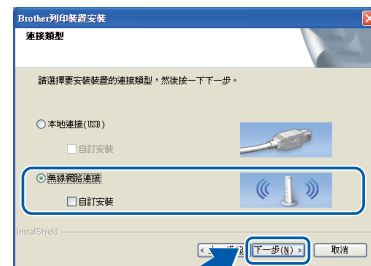 Brother列印裝置安裝
連接類型
請選擇要安裝裝置的連接類型，然後按一下下一步。
本地連接(USB)
自訂安裝
無線網路連接
自訂安裝
InstallShield
下一步(N) >
取消